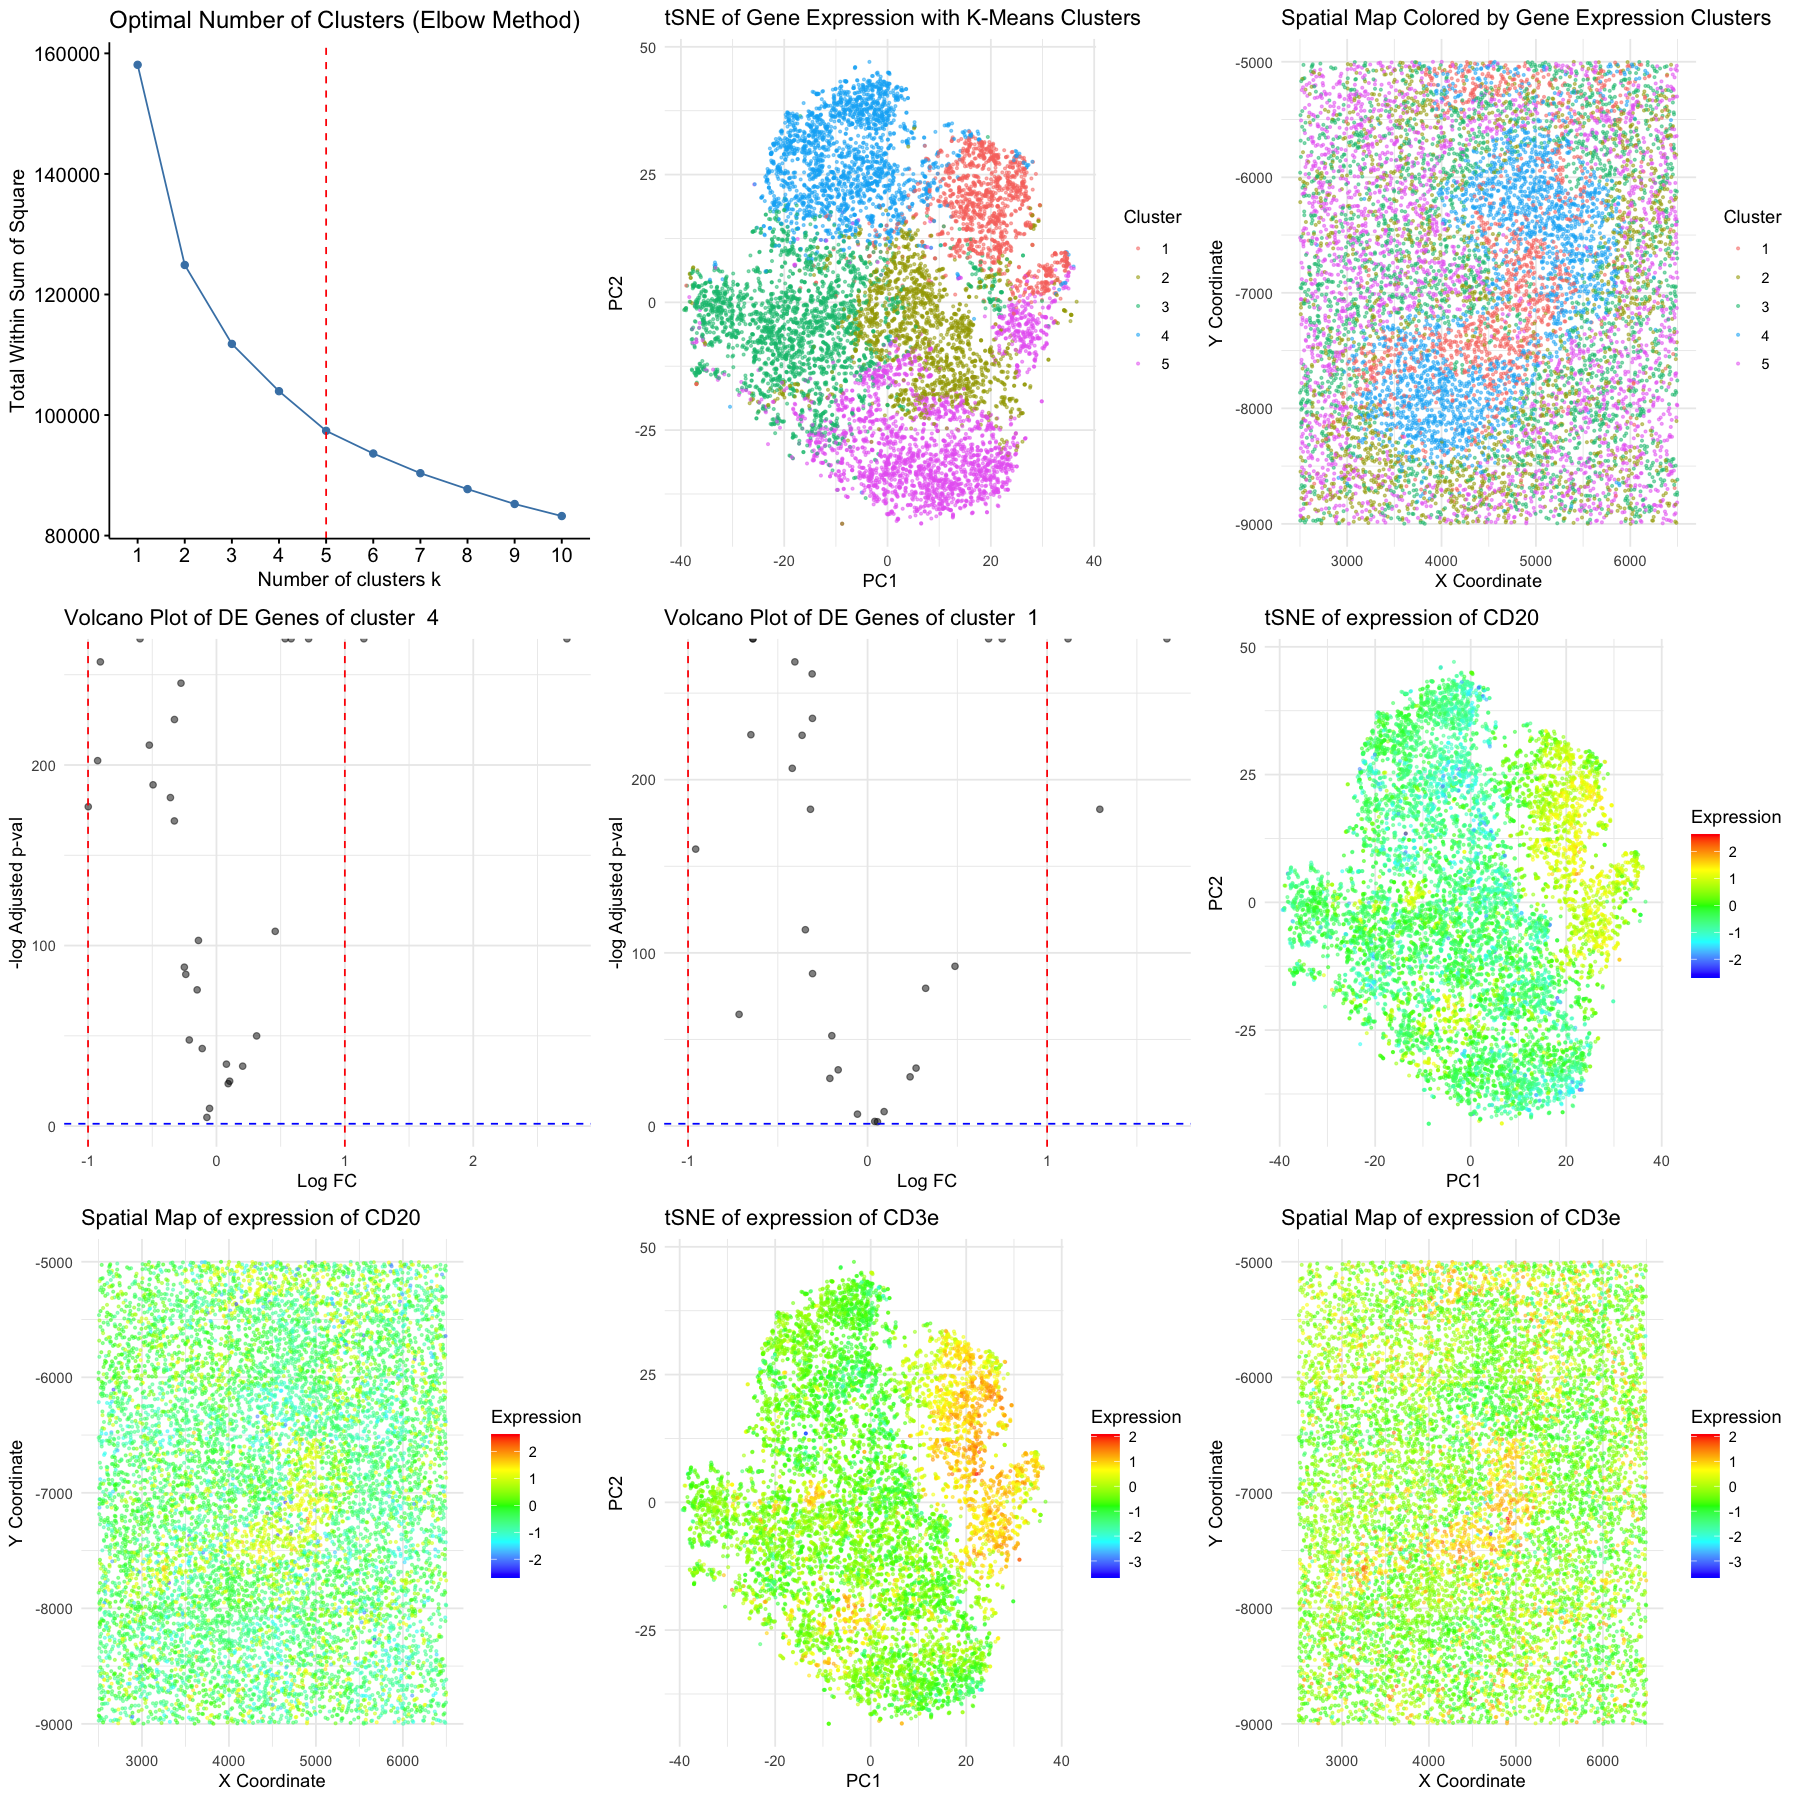 Optimal Number of Clusters (Elbow Method)
Total Within Sum of Square
160000
140000
120000
100000
80000
1 2 3 4 5 6 7 8 9 10
Number of clusters k
tSNE of Gene Expression with K-Means Clusters
PC2
50
25
0
-25
-40 -20 0 20 40
PC1
Cluster
1
2
3
4
5
Spatial Map Colored by Gene Expression Clusters
Y Coordinate
-5000
-6000
-7000
-8000
-9000
3000 4000 5000 6000
X Coordinate
Cluster
1
2
3
4
5
Volcano Plot of DE Genes of cluster 4
-log Adjusted p-val
200
100
0
-1 0 1 2
Log FC
Volcano Plot of DE Genes of cluster 1
-log Adjusted p-val
200
100
0
-1 0 1
Log FC
tSNE of expression of CD20
PC2
50
25
0
-25
-40 -20 0 20 40
PC1
Expression
2
1
0
-1
-2
Spatial Map of expression of CD20
Y Coordinate
-5000
-6000
-7000
-8000
-9000
3000 4000 5000 6000
X Coordinate
Expression
2
1
0
-1
-2
tSNE of expression of CD3e
PC2
50
25
0
-25
-40 -20 0 20 40
PC1
Expression
2
1
0
-1
-2
-3
Spatial Map of expression of CD3e
Y Coordinate
-5000
-6000
-7000
-8000
-9000
3000 4000 5000 6000
X Coordinate
Expression
2
1
0
-1
-2
-3